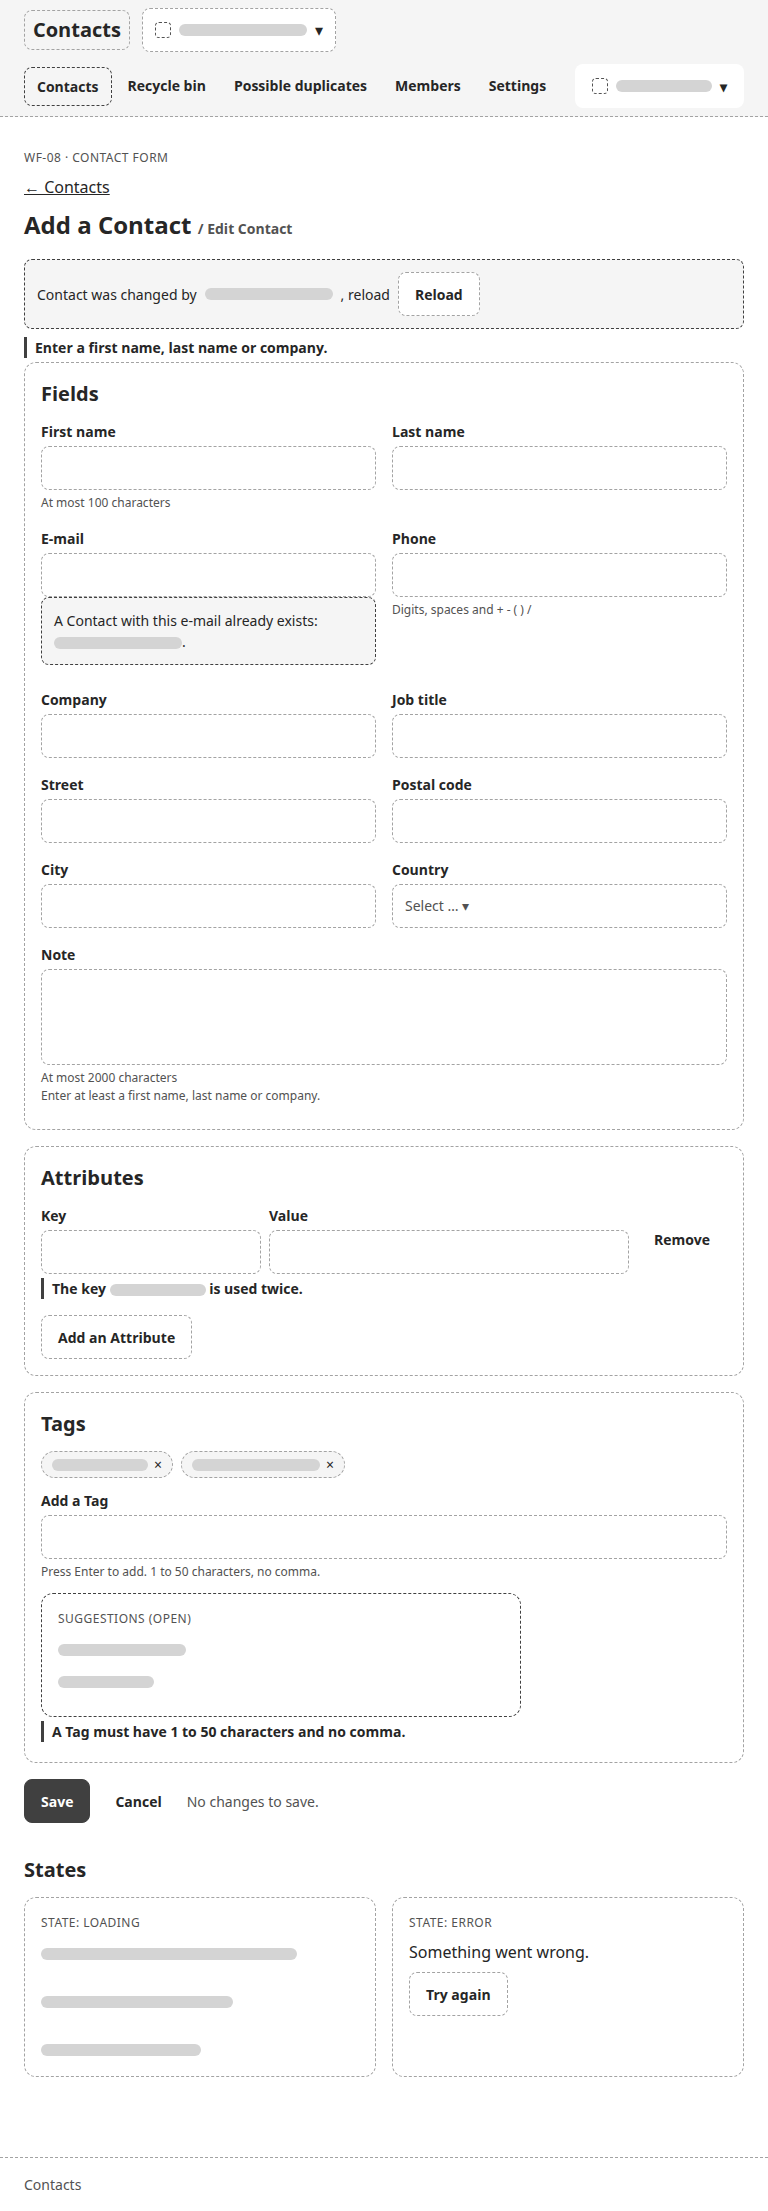 Contacts ▾
Contacts Recycle bin Possible duplicates Members Settings ▾
WF-08 · CONTACT FORM
← Contacts
Add a Contact / Edit Contact
Contact was changed by , reload Reload
Enter a first name, last name or company.
Fields
First name Last name
At most 100 characters
E-mail Phone
A Contact with this e-mail already exists:
.
Digits, spaces and + - ( ) /
Company Job title
Street Postal code
City Country
Select ... ▾
Note
At most 2000 characters
Enter at least a first name, last name or company.
Attributes
Key Value
Remove
The key is used twice.
Add an Attribute
Tags
× ×
Add a Tag
Press Enter to add. 1 to 50 characters, no comma.
SUGGESTIONS (OPEN)
A Tag must have 1 to 50 characters and no comma.
Save Cancel No changes to save.
States
STATE: LOADING
STATE: ERROR
Something went wrong.
Try again
Contacts